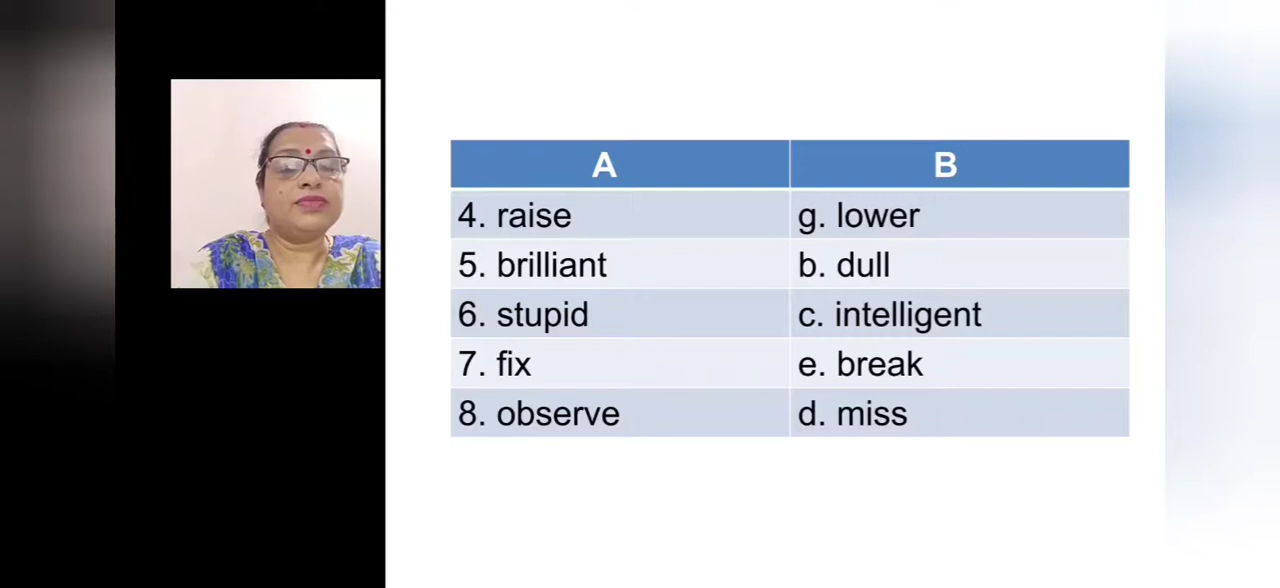 A B
4. raise g. lower
5. brilliant b. dull
6. stupid c. intelligent
7. fix e. break
8. observe d. miss